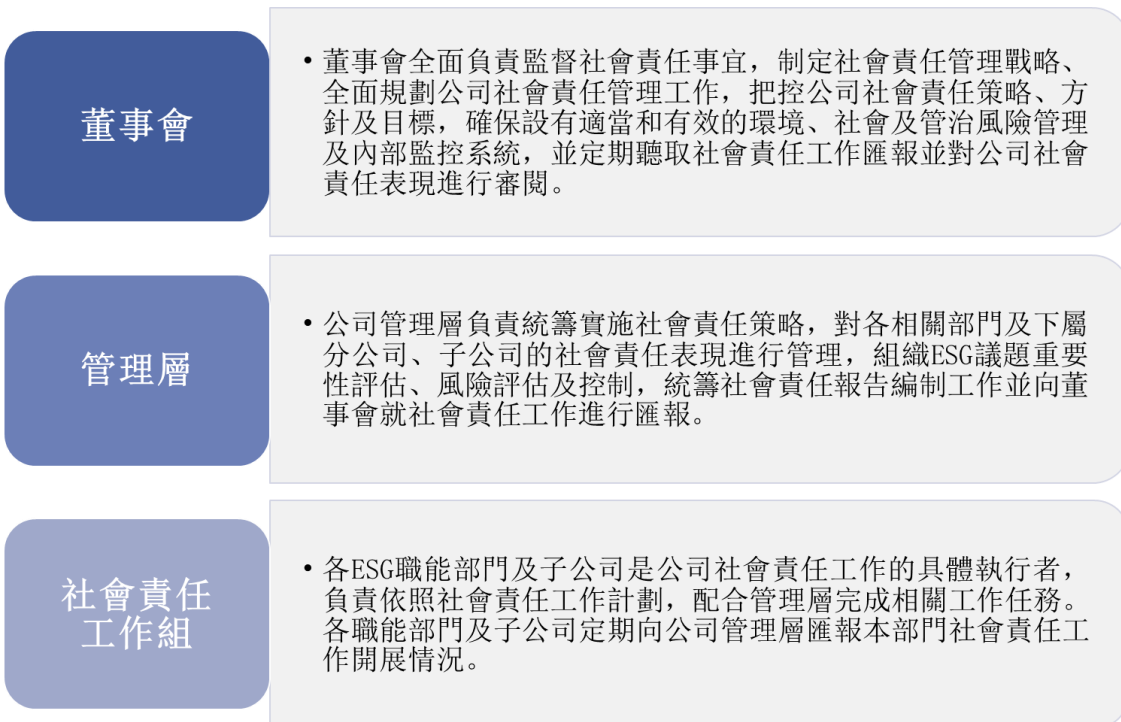 董事會
• 董事會全面負責監督社會責任事宜，制定社會責任管理戰略、
全面規劃公司社會責任管理工作，把控公司社會責任策略、方
針及目標，確保設有適當和有效的環境、社會及管治風險管理
及內部監控系統，並定期聽取社會責任工作匯報並對公司社會
責任表現進行審閱。
管理層
• 公司管理層負責統籌實施社會責任策略，對各相關部門及下屬
分公司、子公司的社會責任表現進行管理，組織ESG議題重要
性評估、風險評估及控制，統籌社會責任報告編制工作並向董
事會就社會責任工作進行匯報。
社會責任
工作組
• 各ESG職能部門及子公司是公司社會責任工作的具體執行者，
負責依照社會責任工作計劃，配合管理層完成相關工作任務。
各職能部門及子公司定期向公司管理層匯報本部門社會責任工
作開展情況。